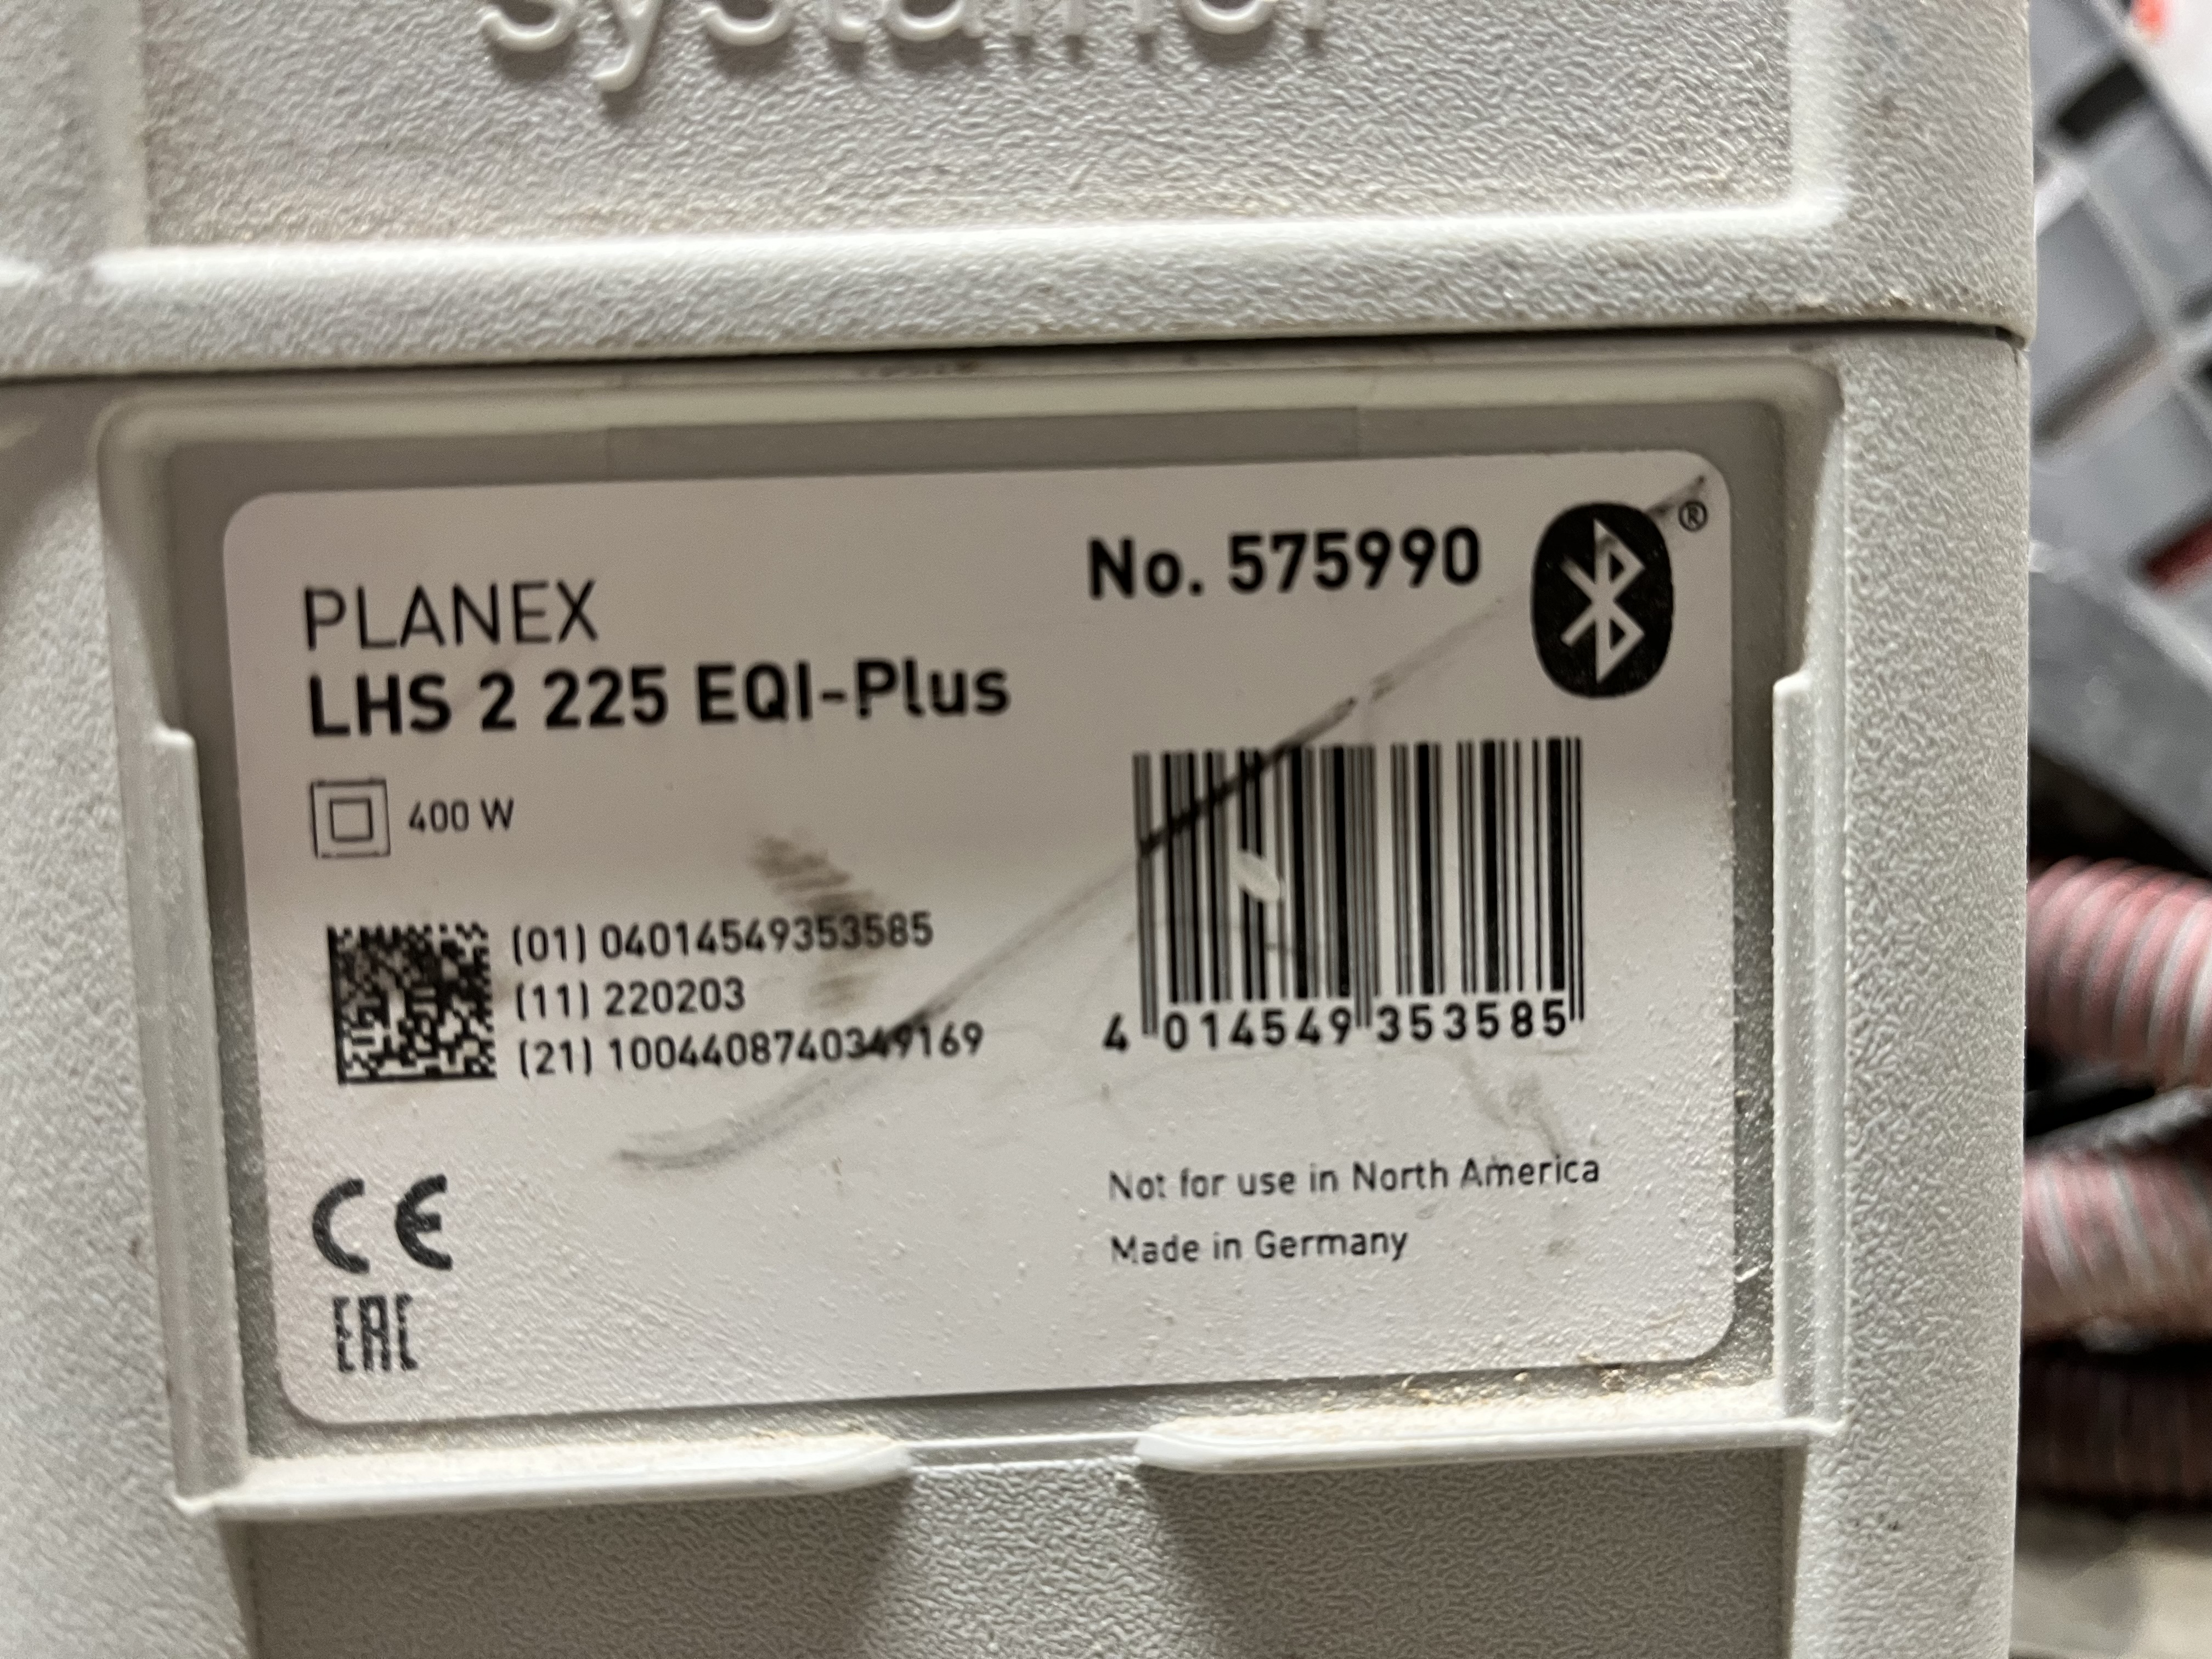 systainer
PLANEX
LHS 2 225 EQI-Plus
No. 575990
®
400 W
(01) 04014549353585
(11) 220203
(21) 1004408740349169
4 014549 353585
CE
EAC
Not for use in North America
Made in Germany